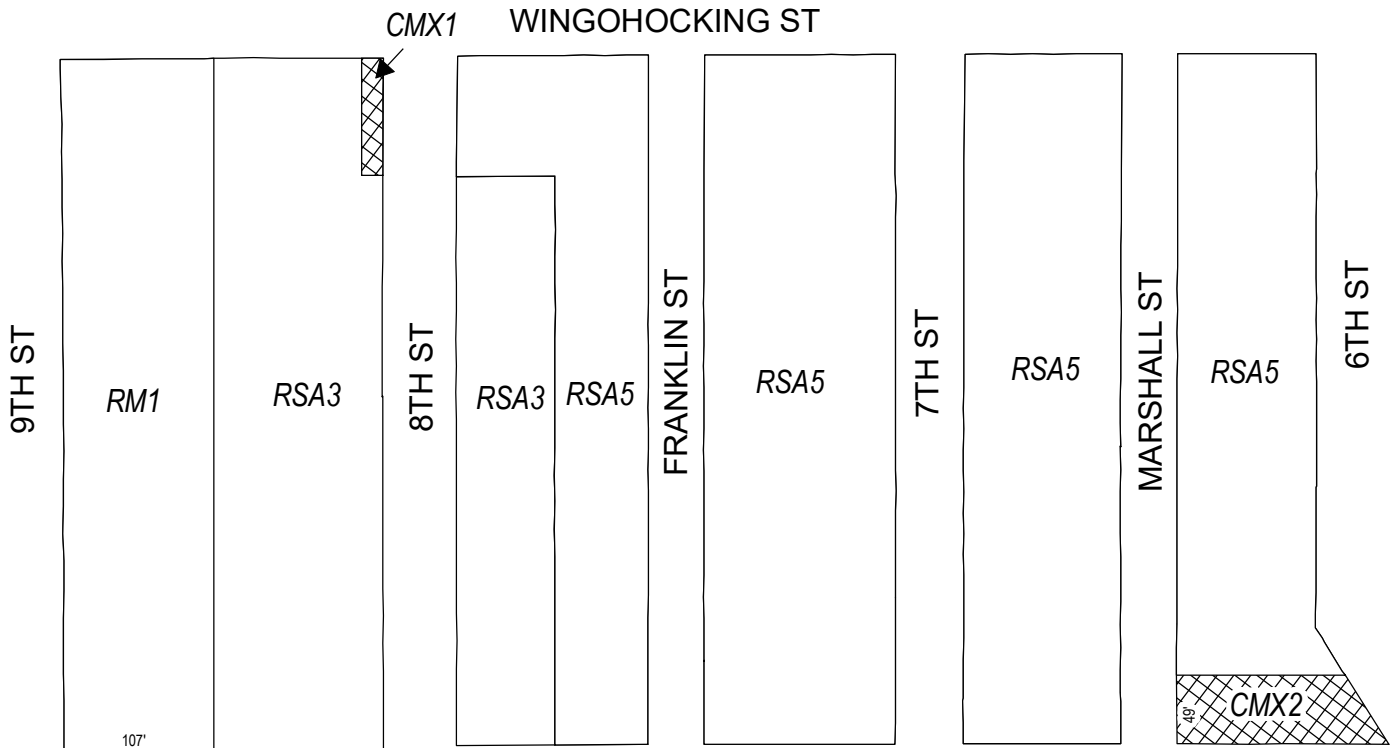 CMX1
WINGOHOCKING ST
9TH ST
RM1
RSA3
8TH ST
RSA3
RSA5
FRANKLIN ST
RSA5
7TH ST
RSA5
MARSHALL ST
RSA5
6TH ST
107'
49'
CMX2